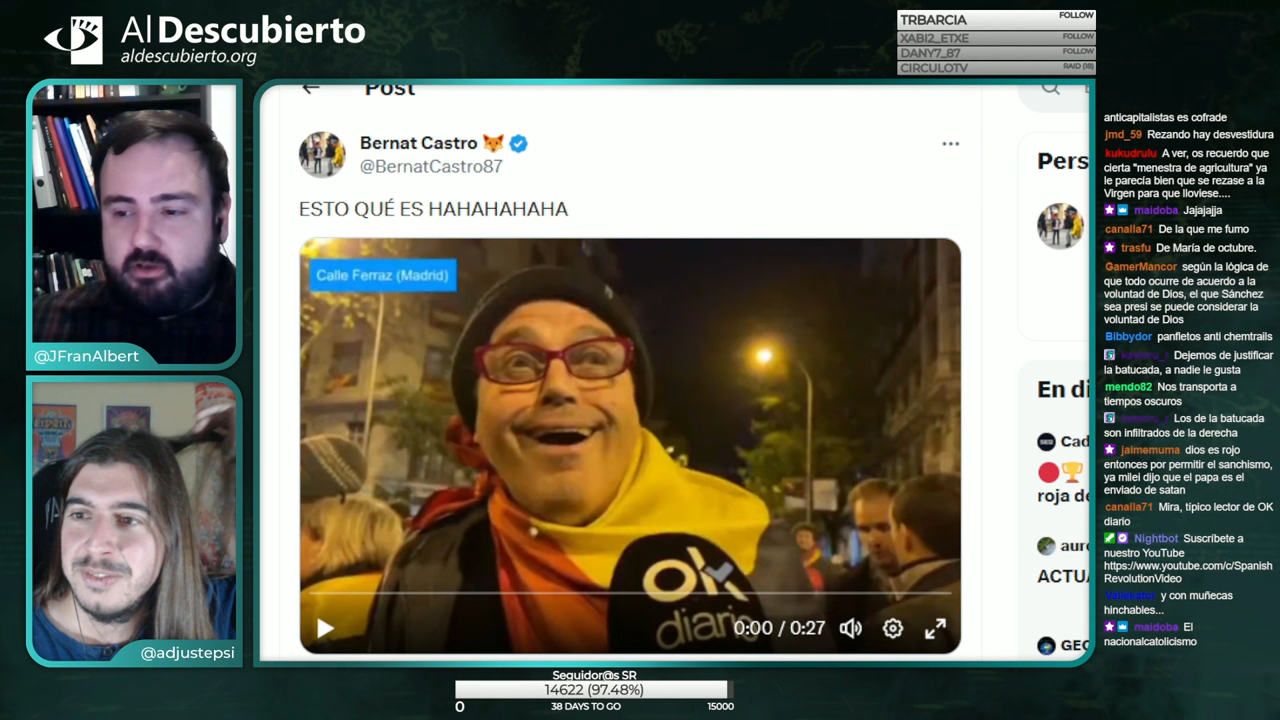 Al Descubierto
aldescubierto.org
TRBARCIA FOLLOW
XABI2_ETXE FOLLOW
DANY7_87 FOLLOW
CIRCULOTV RAID (18)
@JFranAlbert
@adjustepsi
Post
Bernat Castro
@BernatCastro87
ESTO QUÉ ES HAHAHAHAHA
Calle Ferraz (Madrid)
ok
diario
0:00 / 0:27
Pers
En di
Cad
roja de
aur
ACTUA
GEO
anticapitalistas es cofrade
jmd_59 Rezando hay desvestidura
kukudrulu A ver, os recuerdo que
cierta "menestra de agricultura" ya
le parecía bien que se rezase a la
Virgen para que lloviese....
maidoba Jajajajja
canalla71 De la que me fumo
trasfu De María de octubre.
GamerMancor según la lógica de
que todo ocurre de acuerdo a la
voluntad de Dios, el que Sánchez
sea presi se puede considerar la
voluntad de Dios
Bibbydor panfletos anti chemtrails
Dejemos de justificar
la batucada, a nadie le gusta
mendo82 Nos transporta a
tiempos oscuros
Los de la batucada
son infiltrados de la derecha
jaimemuma dios es rojo
entonces por permitir el sanchismo,
ya milei dijo que el papa es el
enviado de satan
canalla71 Mira, típico lector de OK
diario
Nightbot Suscríbete a
nuestro YouTube
https://www.youtube.com/c/Spanish
RevolutionVideo
y con muñecas
hinchables...
maidoba El
nacionalcatolicismo
Seguidor@s SR
14622 (97.48%)
0 38 DAYS TO GO 15000